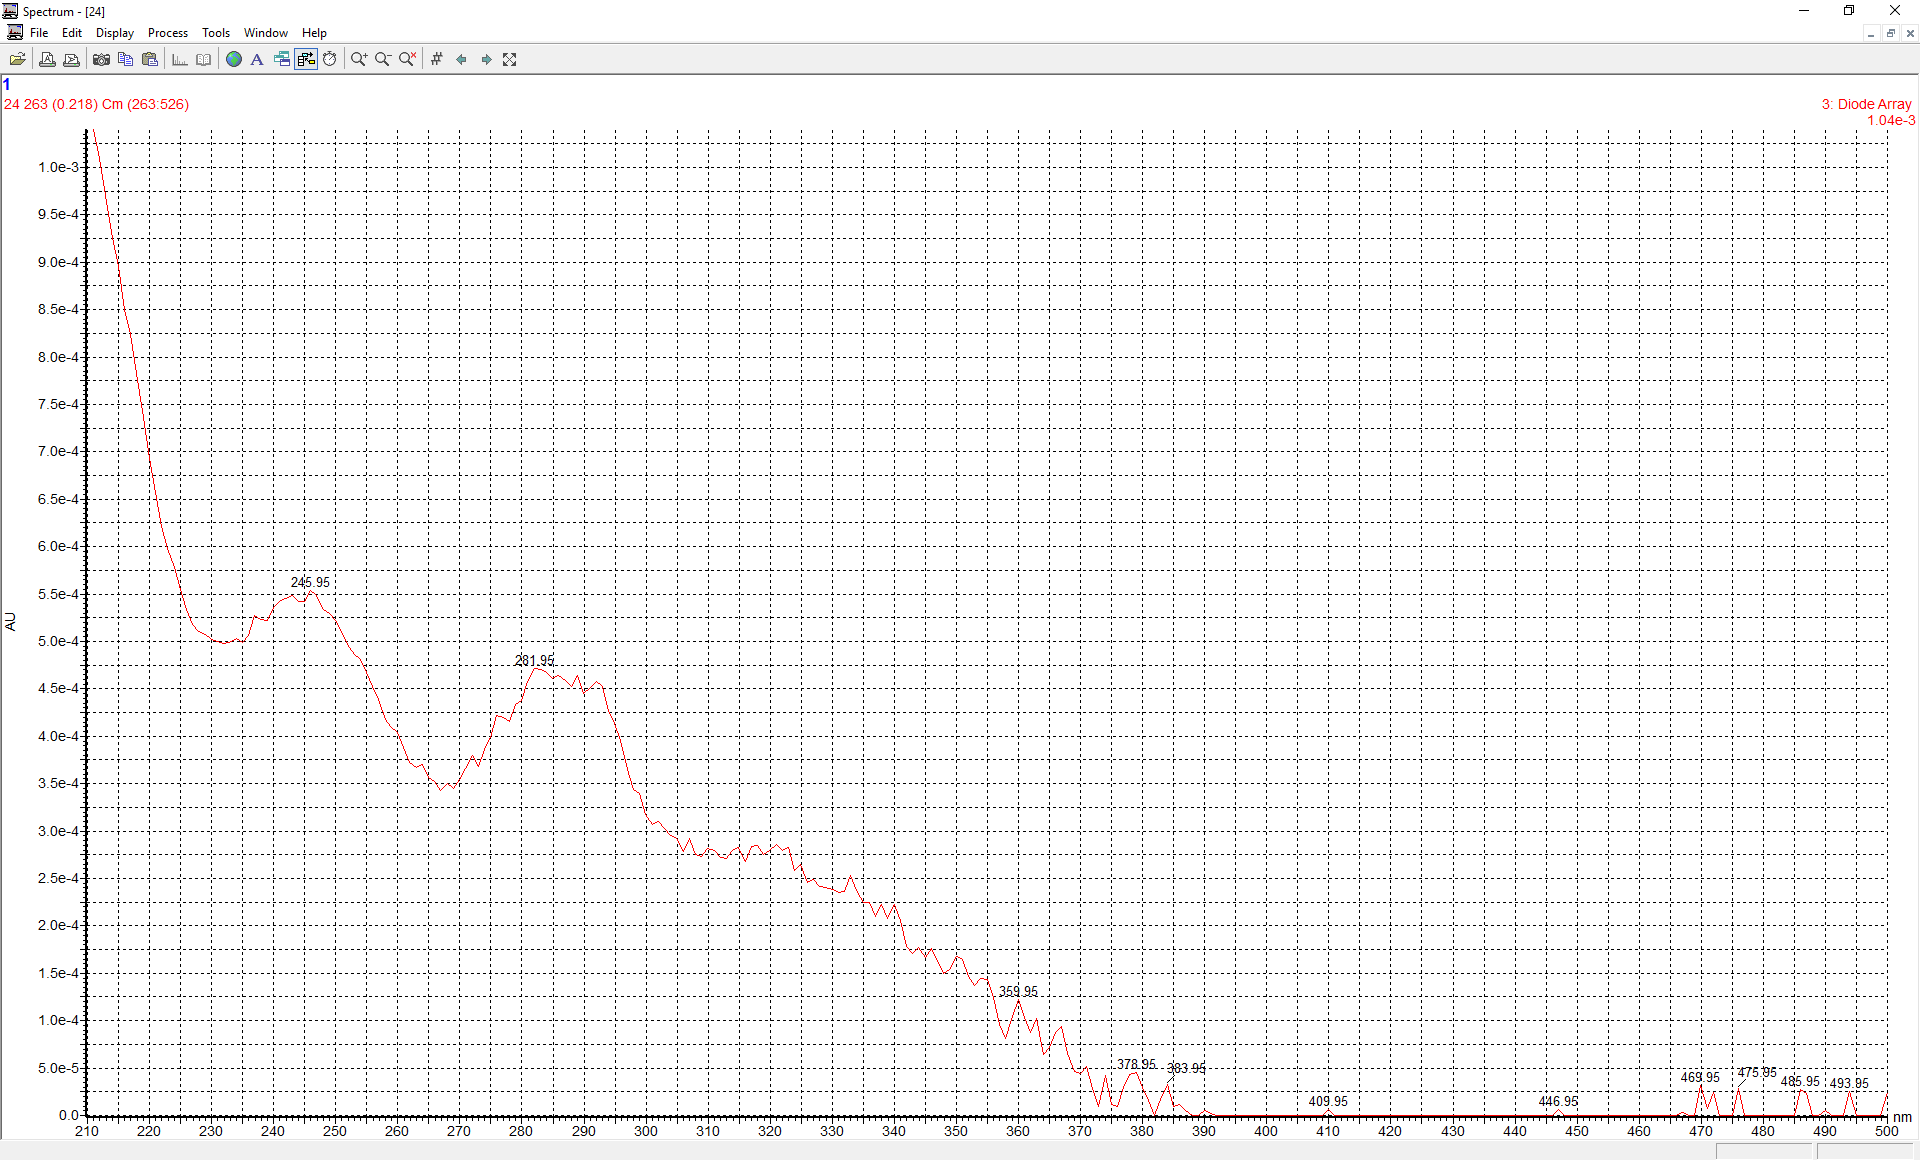 Spectrum - [24]
File Edit Display Process Tools Window Help
1
24 263 (0.218) Cm (263:526)
3: Diode Array
1.04e-3
1.0e-3
9.5e-4
9.0e-4
8.5e-4
8.0e-4
7.5e-4
7.0e-4
6.5e-4
6.0e-4
5.5e-4
5.0e-4
4.5e-4
4.0e-4
3.5e-4
3.0e-4
2.5e-4
2.0e-4
1.5e-4
1.0e-4
5.0e-5
0.0
AU
245.95
281.95
359.95
378.95
383.95
409.95
446.95
469.95
475.95
485.95
493.95
nm
210 220 230 240 250 260 270 280 290 300 310 320 330 340 350 360 370 380 390 400 410 420 430 440 450 460 470 480 490 500